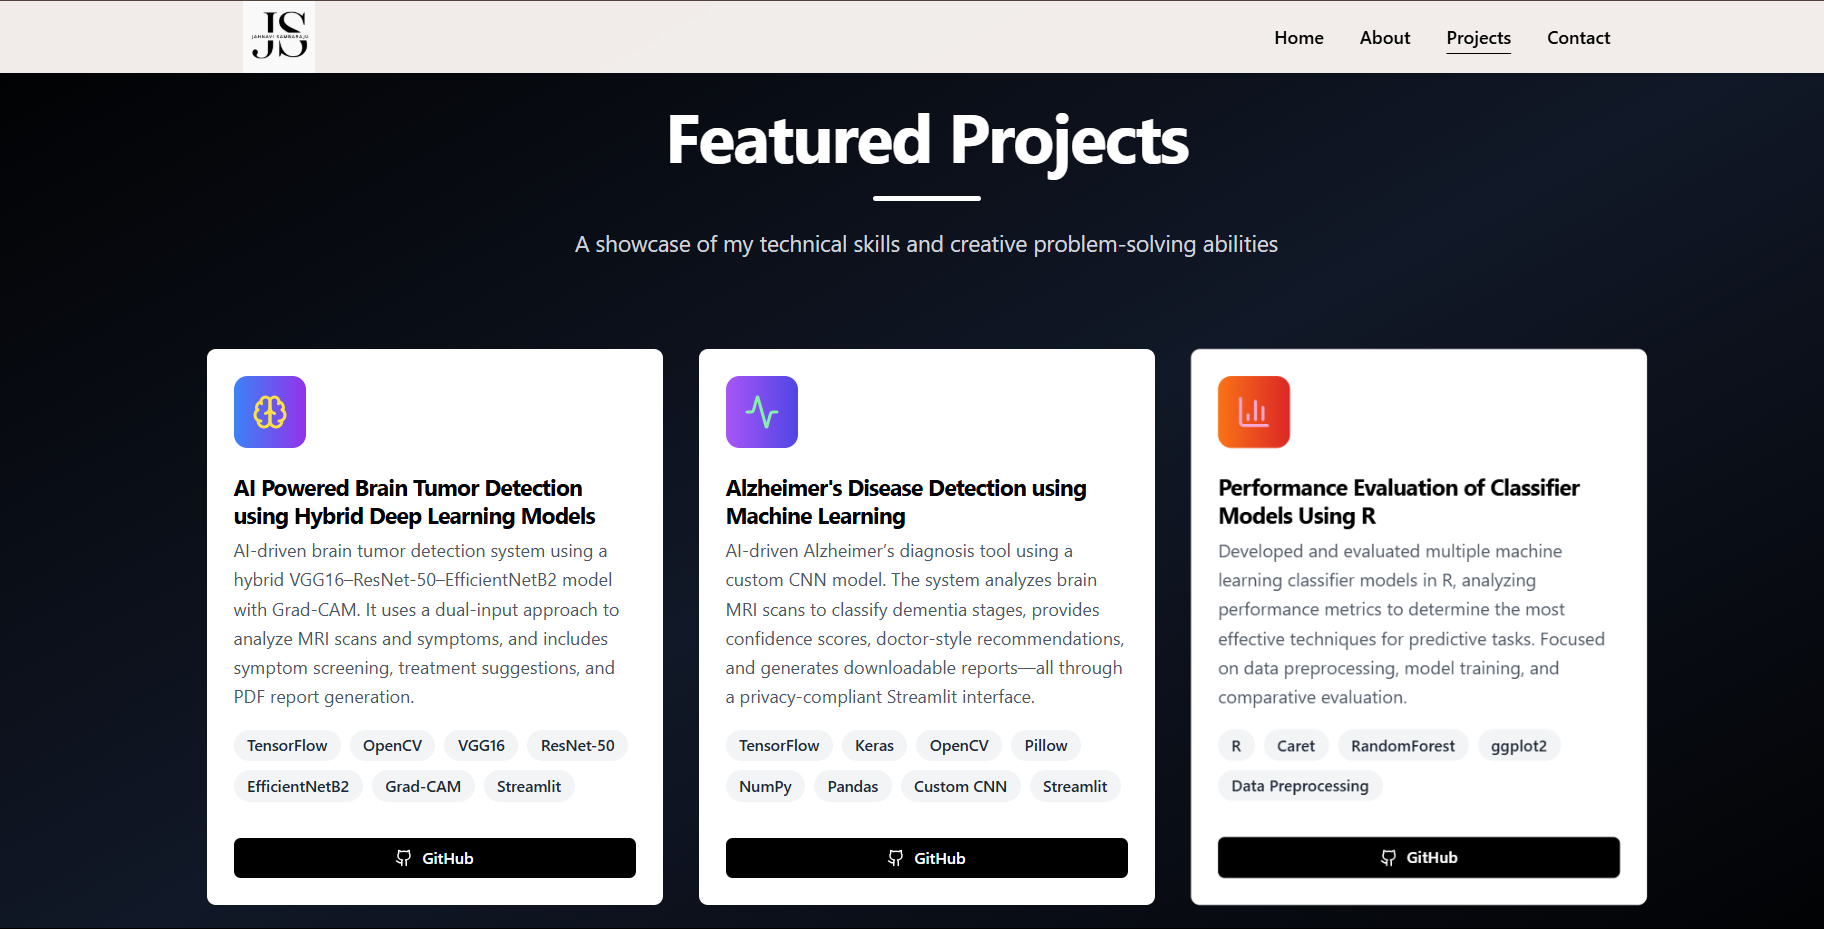 JS
JAHNAVI SAMBARAJU
Home
About
Projects
Contact
Featured Projects
A showcase of my technical skills and creative problem-solving abilities
AI Powered Brain Tumor Detection
using Hybrid Deep Learning Models
AI-driven brain tumor detection system using a
hybrid VGG16–ResNet-50–EfficientNetB2 model
with Grad-CAM. It uses a dual-input approach to
analyze MRI scans and symptoms, and includes
symptom screening, treatment suggestions, and
PDF report generation.
TensorFlow
OpenCV
VGG16
ResNet-50
EfficientNetB2
Grad-CAM
Streamlit
GitHub
Alzheimer's Disease Detection using
Machine Learning
AI-driven Alzheimer’s diagnosis tool using a
custom CNN model. The system analyzes brain
MRI scans to classify dementia stages, provides
confidence scores, doctor-style recommendations,
and generates downloadable reports—all through
a privacy-compliant Streamlit interface.
TensorFlow
Keras
OpenCV
Pillow
NumPy
Pandas
Custom CNN
Streamlit
GitHub
Performance Evaluation of Classifier
Models Using R
Developed and evaluated multiple machine
learning classifier models in R, analyzing
performance metrics to determine the most
effective techniques for predictive tasks. Focused
on data preprocessing, model training, and
comparative evaluation.
R
Caret
RandomForest
ggplot2
Data Preprocessing
GitHub